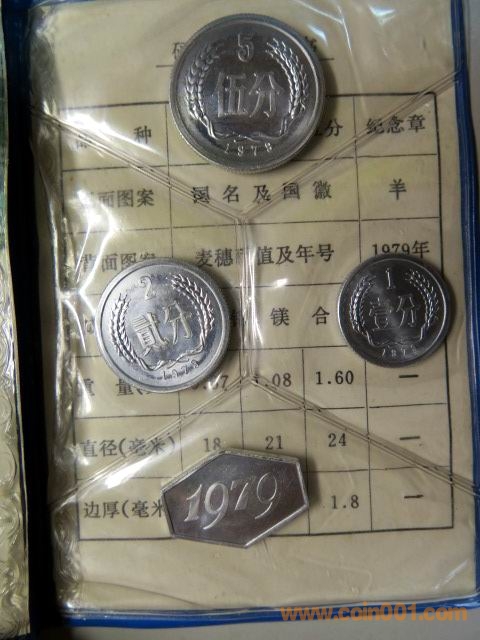 5
伍分
1979
种
分
纪念章
面图案
国名及国徽
羊
背面图案
麦穗
值及年号
1979年
2
贰分
1979
1
壹分
镁合
重量
1.08
1.60
—
直径(毫米)
18
21
24
—
边厚(毫米
1979
1.8
—
www.coin001.com